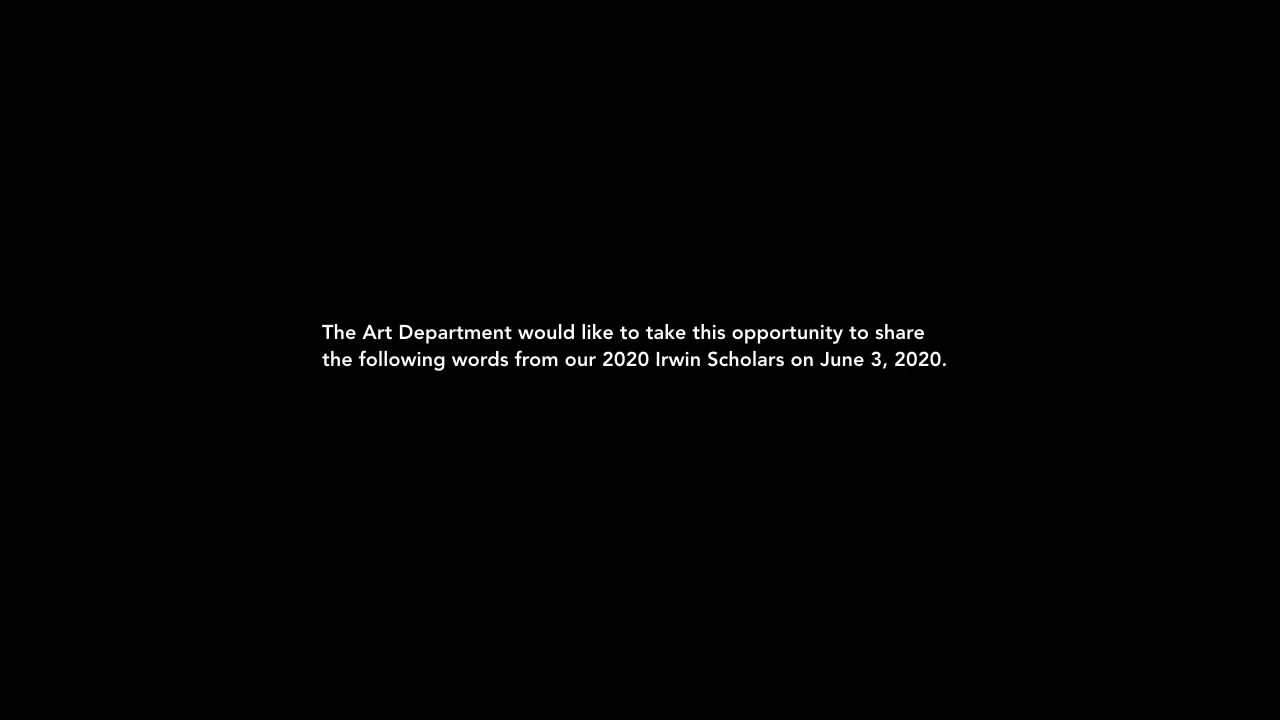 The Art Department would like to take this opportunity to share
the following words from our 2020 Irwin Scholars on June 3, 2020.